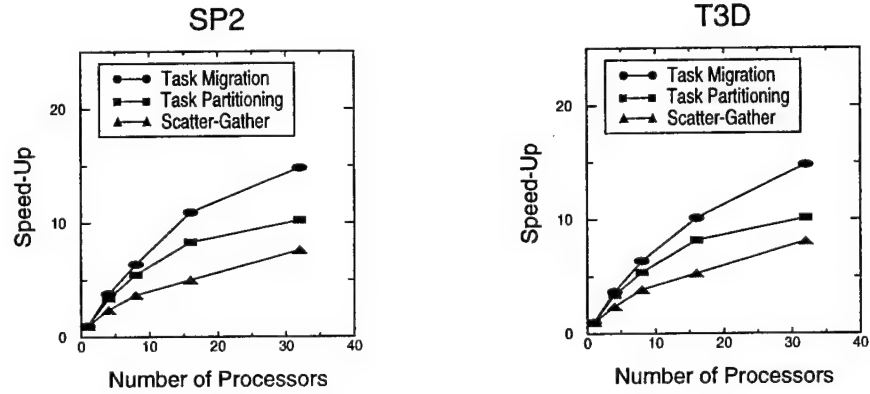 SP2
Task Migration
Task Partitioning
Scatter-Gather
20
10
0
0
10
20
30
40
Speed-Up
Number of Processors
T3D
Task Migration
Task Partitioning
Scatter-Gather
20
10
0
0
10
20
30
40
Speed-Up
Number of Processors